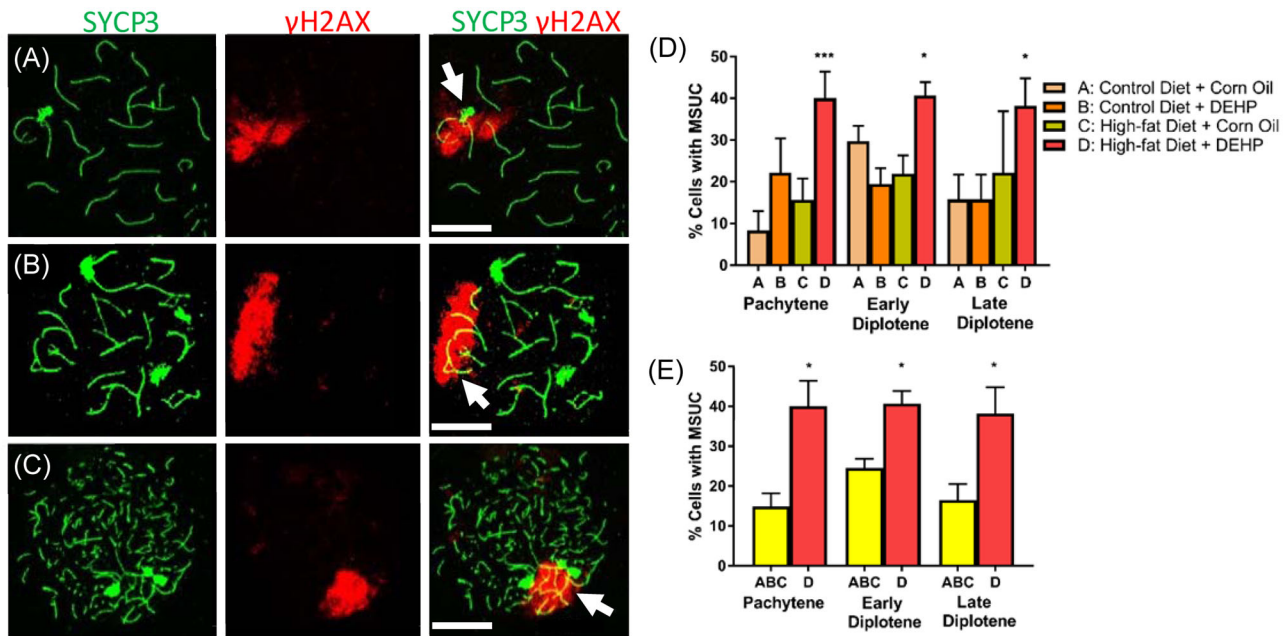 SYCP3
γH2AX
SYCP3 γH2AX
(A)
(B)
(C)
(D)
% Cells with MSUC
50
40
30
20
10
0
***
*
*
A B C D
A B C D
A B C D
Pachytene
Early
Diplotene
Late
Diplotene
A: Control Diet + Corn Oil
B: Control Diet + DEHP
C: High-fat Diet + Corn Oil
D: High-fat Diet + DEHP
(E)
% Cells with MSUC
50
40
30
20
10
0
*
*
*
ABC D
ABC D
ABC D
Pachytene
Early
Diplotene
Late
Diplotene